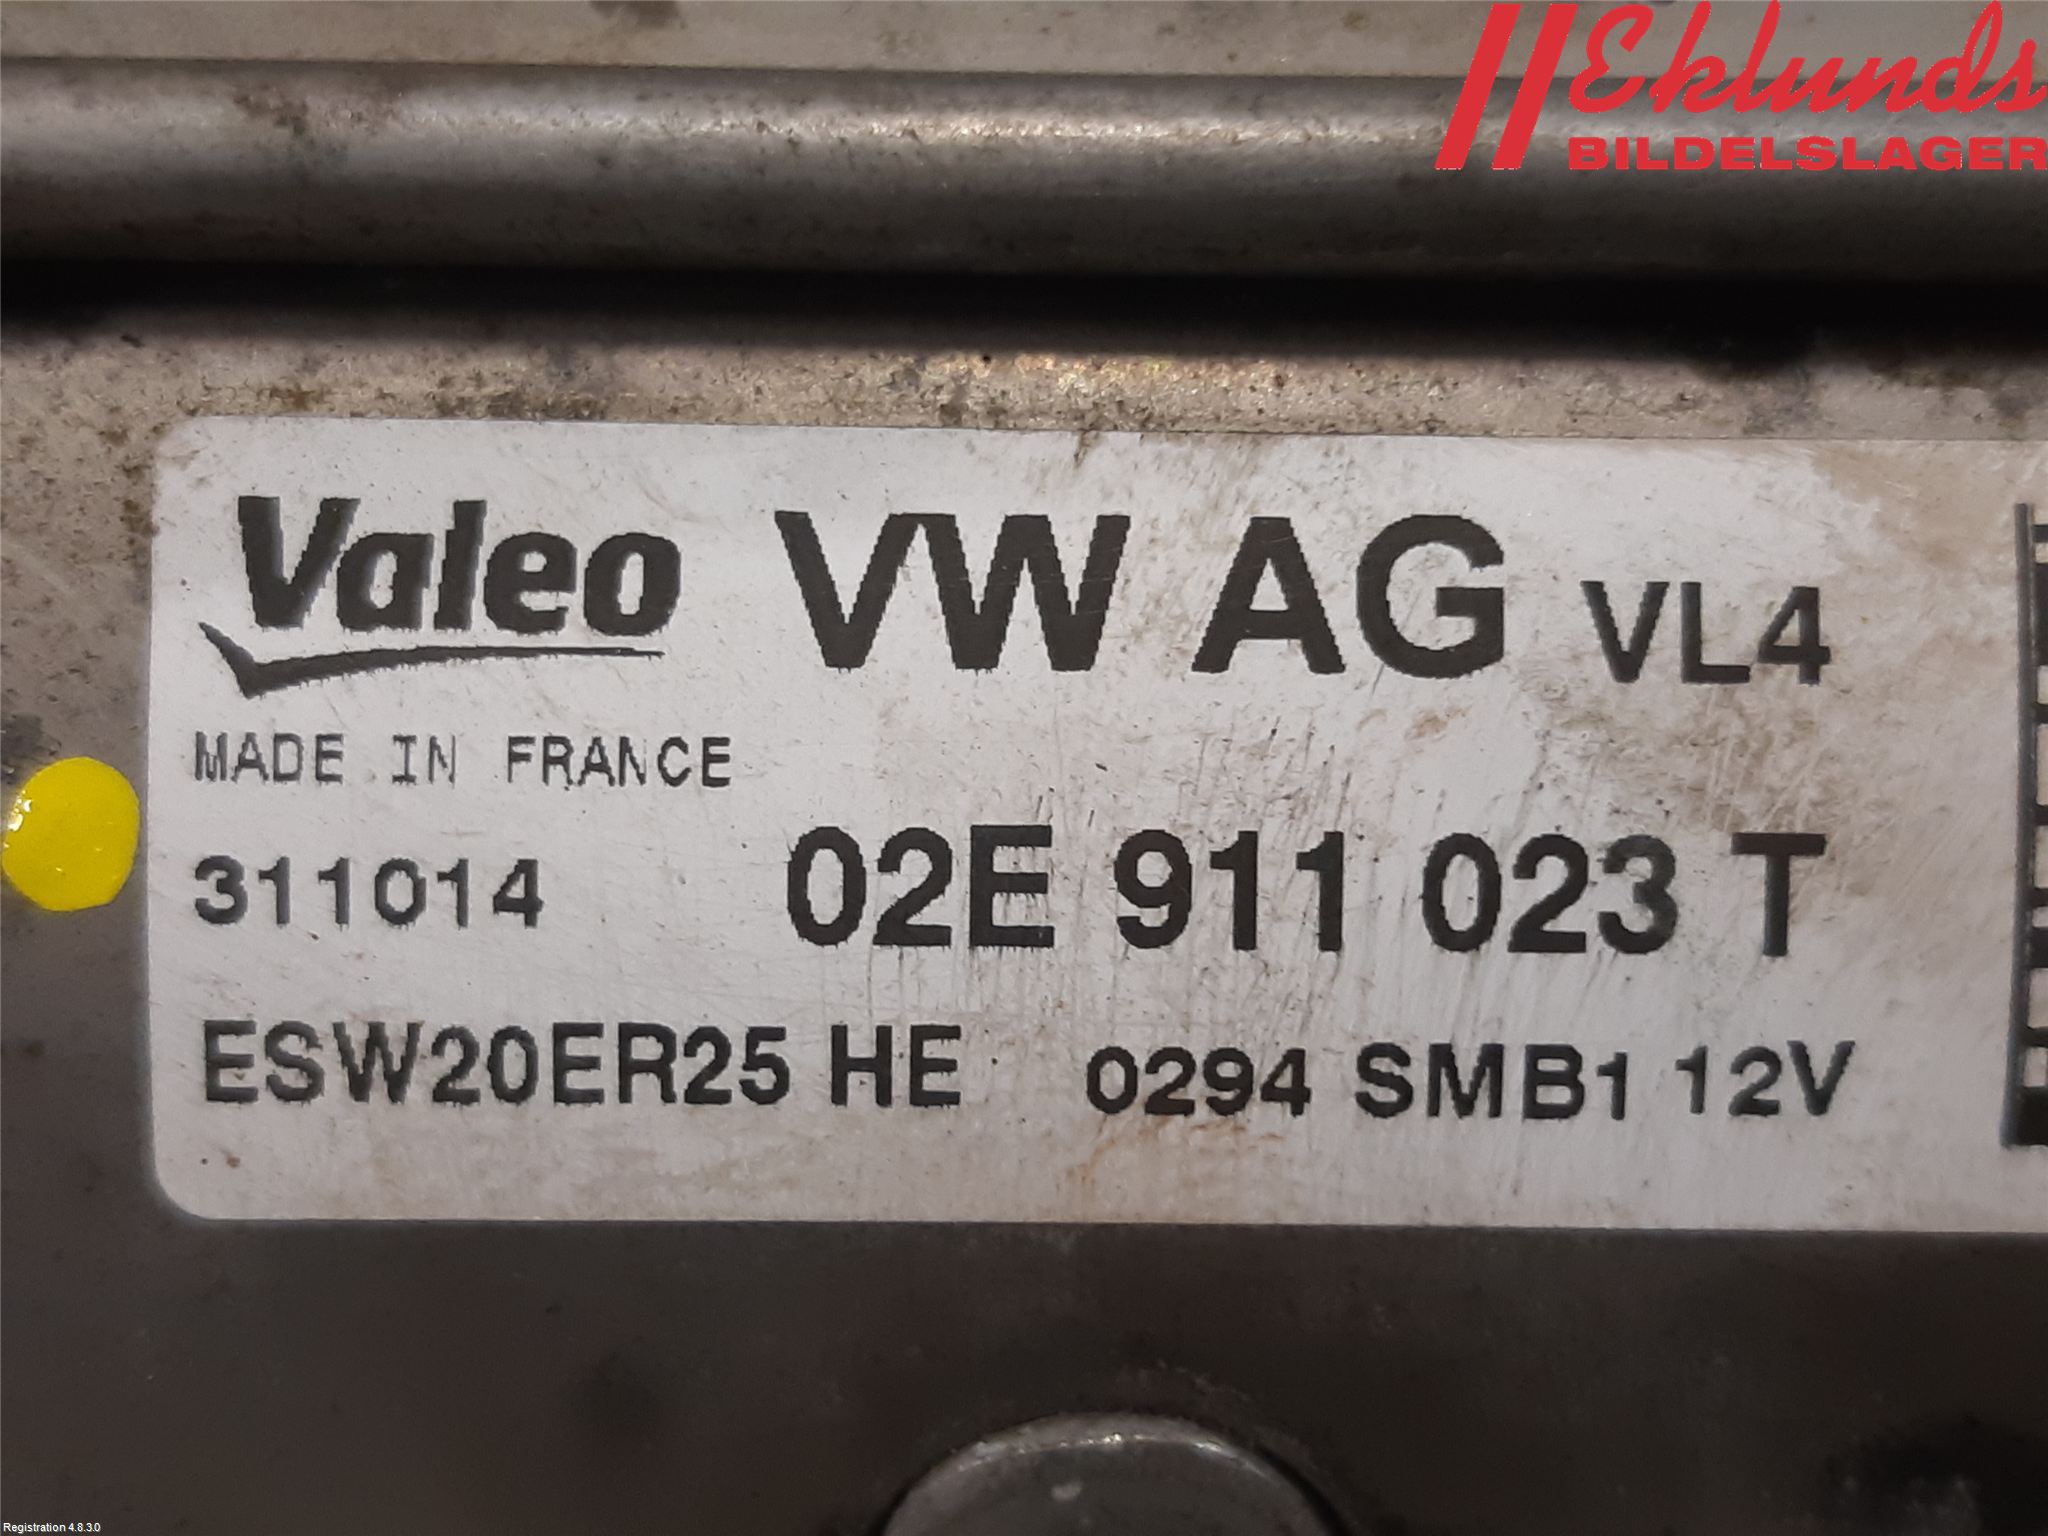 Eklunds
BILDELSLAGER
Valeo VW AG VL4
MADE IN FRANCE
311014 02E 911 023 T
ESW20ER25 HE 0294 SMB1 12V
Registration 4.8.3.0